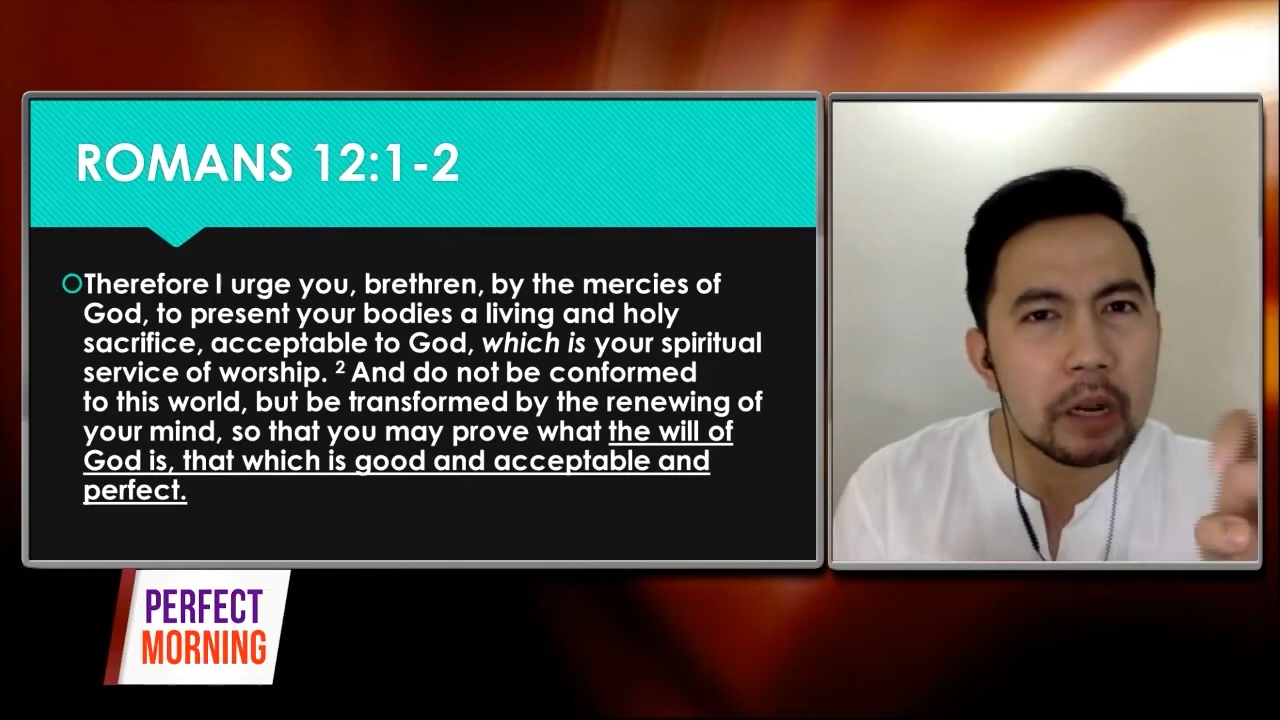 ROMANS 12:1-2
Therefore I urge you, brethren, by the mercies of
God, to present your bodies a living and holy
sacrifice, acceptable to God, which is your spiritual
service of worship. ² And do not be conformed
to this world, but be transformed by the renewing of
your mind, so that you may prove what the will of
God is, that which is good and acceptable and
perfect.
PERFECT
MORNING